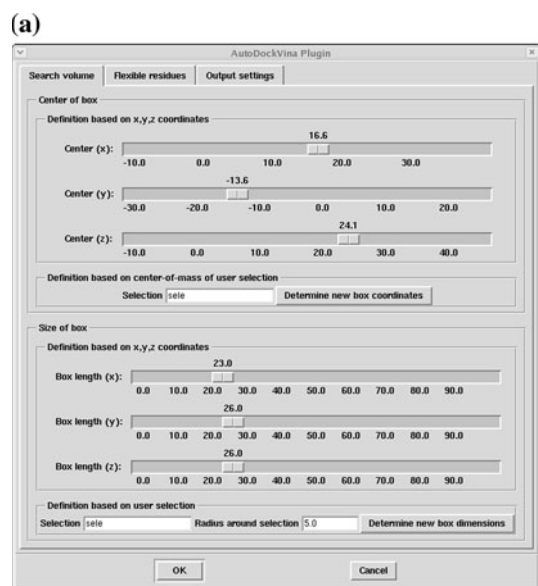 (a)
AutoDockVina Plugin
Search volume Flexible residues Output settings
Center of box
Definition based on x,y,z coordinates
16.6
Center (x):
-10.0 0.0 10.0 20.0 30.0
-13.6
Center (y):
-30.0 -20.0 -10.0 0.0 10.0 20.0
24.1
Center (z):
-10.0 0.0 10.0 20.0 30.0 40.0
Definition based on center-of-mass of user selection
Selection sele Determine new box coordinates
Size of box
Definition based on x,y,z coordinates
23.0
Box length (x):
0.0 10.0 20.0 30.0 40.0 50.0 60.0 70.0 80.0 90.0
26.0
Box length (y):
0.0 10.0 20.0 30.0 40.0 50.0 60.0 70.0 80.0 90.0
26.0
Box length (z):
0.0 10.0 20.0 30.0 40.0 50.0 60.0 70.0 80.0 90.0
Definition based on user selection
Selection sele Radius around selection 5.0 Determine new box dimensions
OK Cancel